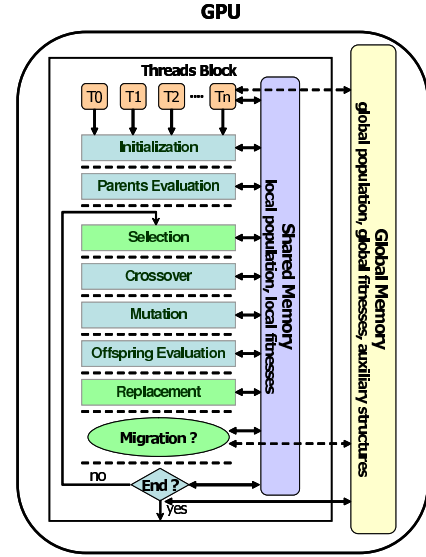 GPU
Threads Block
T0 T1 T2 ···· Tn
Initialization
Parents Evaluation
Selection
Crossover
Mutation
Offspring Evaluation
Replacement
Migration ?
no
End ?
yes
Shared Memory
local population, local fitnesses
Global Memory
global population, global fitnesses, auxiliary structures